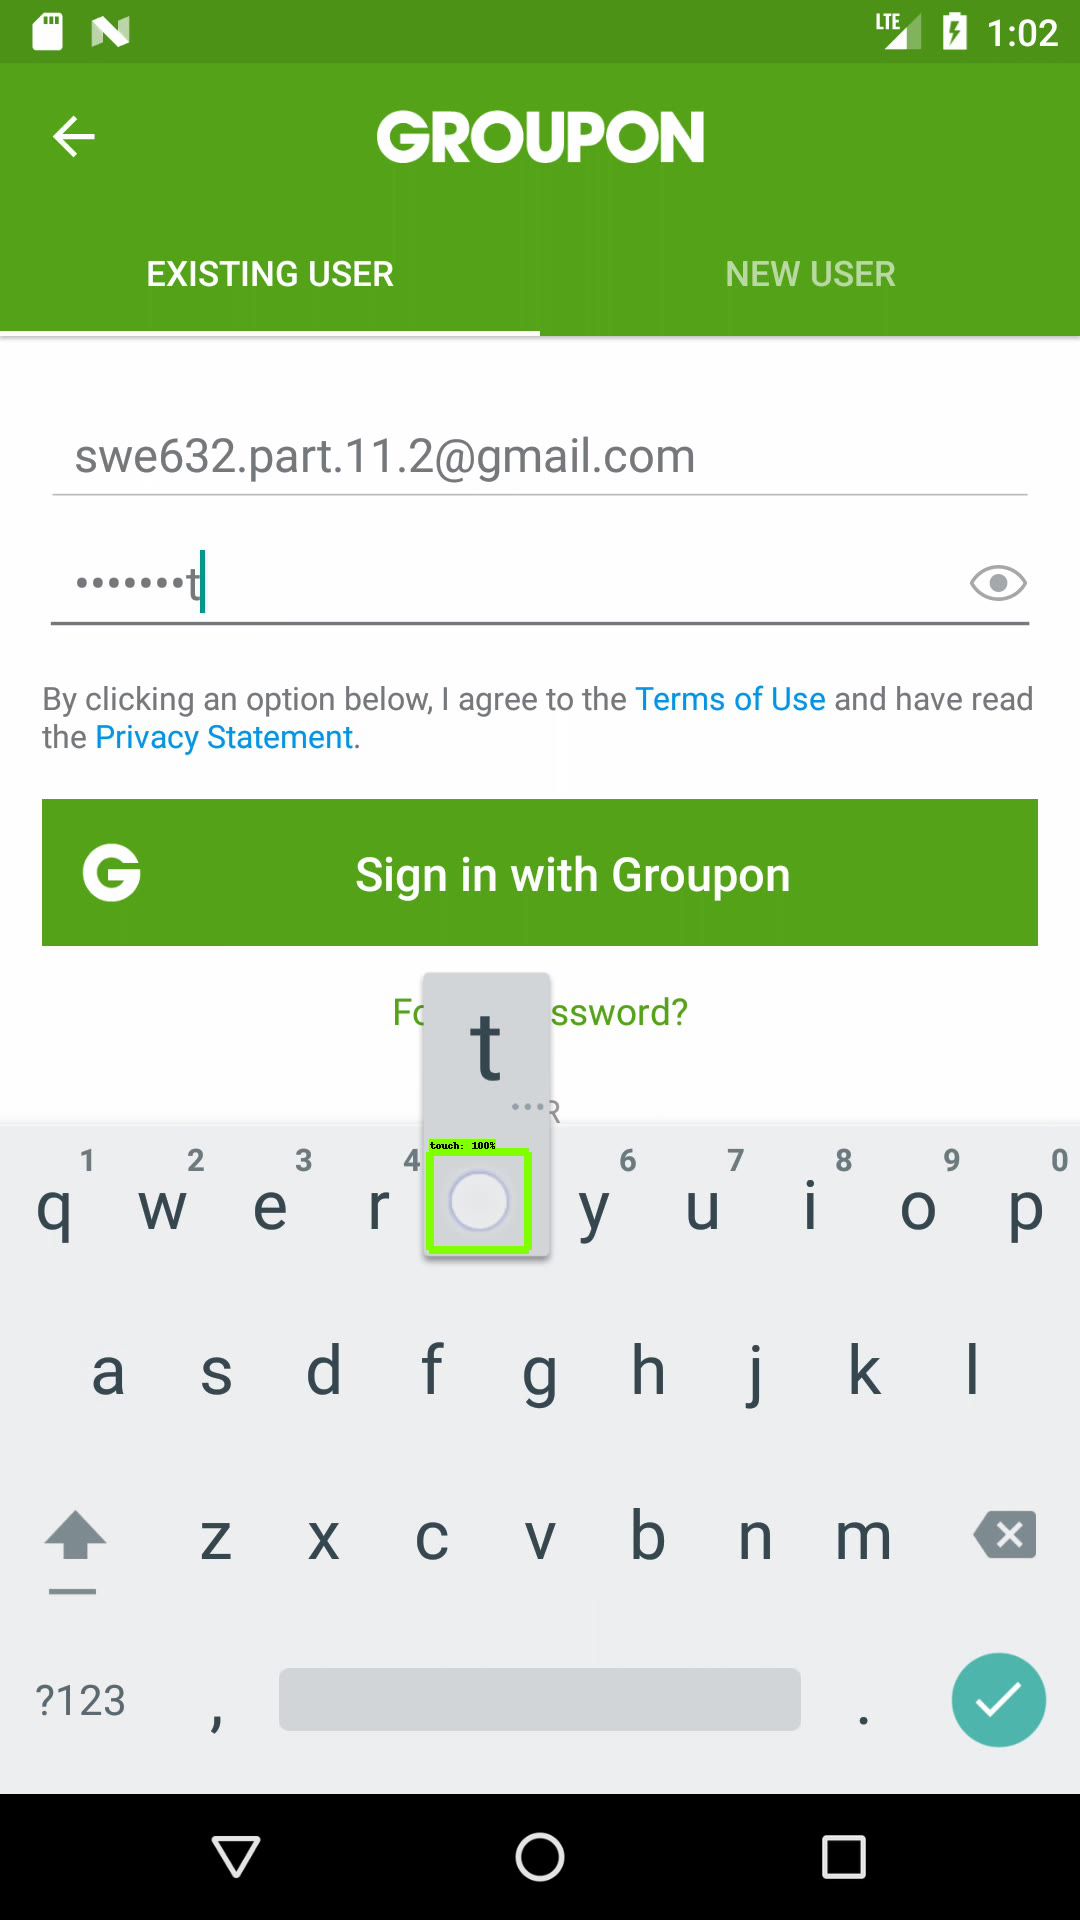 LTE 1:02
GROUPON
EXISTING USER NEW USER
swe632.part.11.2@gmail.com
•••••••t
By clicking an option below, I agree to the Terms of Use and have read
the Privacy Statement.
G Sign in with Groupon
t
Fo ssword?
•••R
touch: 100%
1 2 3 4 6 7 8 9 0
q w e r y u i o p
a s d f g h j k l
z x c v b n m
?123 , .